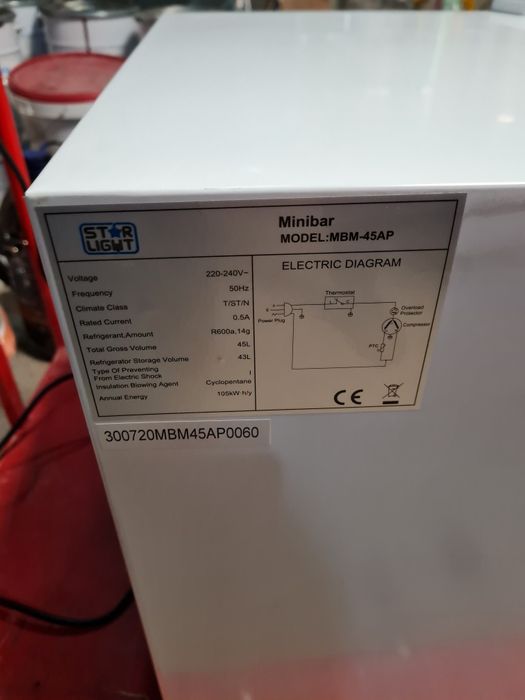 STAR
LIGHT
Minibar
MODEL:MBM-45AP
Voltage 220-240V~
Frequency 50Hz
Climate Class T/ST/N
Rated Current 0.5A
Refrigerant,Amount R600a,14g
Total Gross Volume 45L
Refrigerator Storage Volume 43L
Type Of Preventing
From Electric Shock I
Insulation Blowing Agent Cyclopentane
Annual Energy 105kW·h/y
ELECTRIC DIAGRAM
Thermostat
Power Plug
Overload
Protector
Compressor
PTC
CE
300720MBM45AP0060